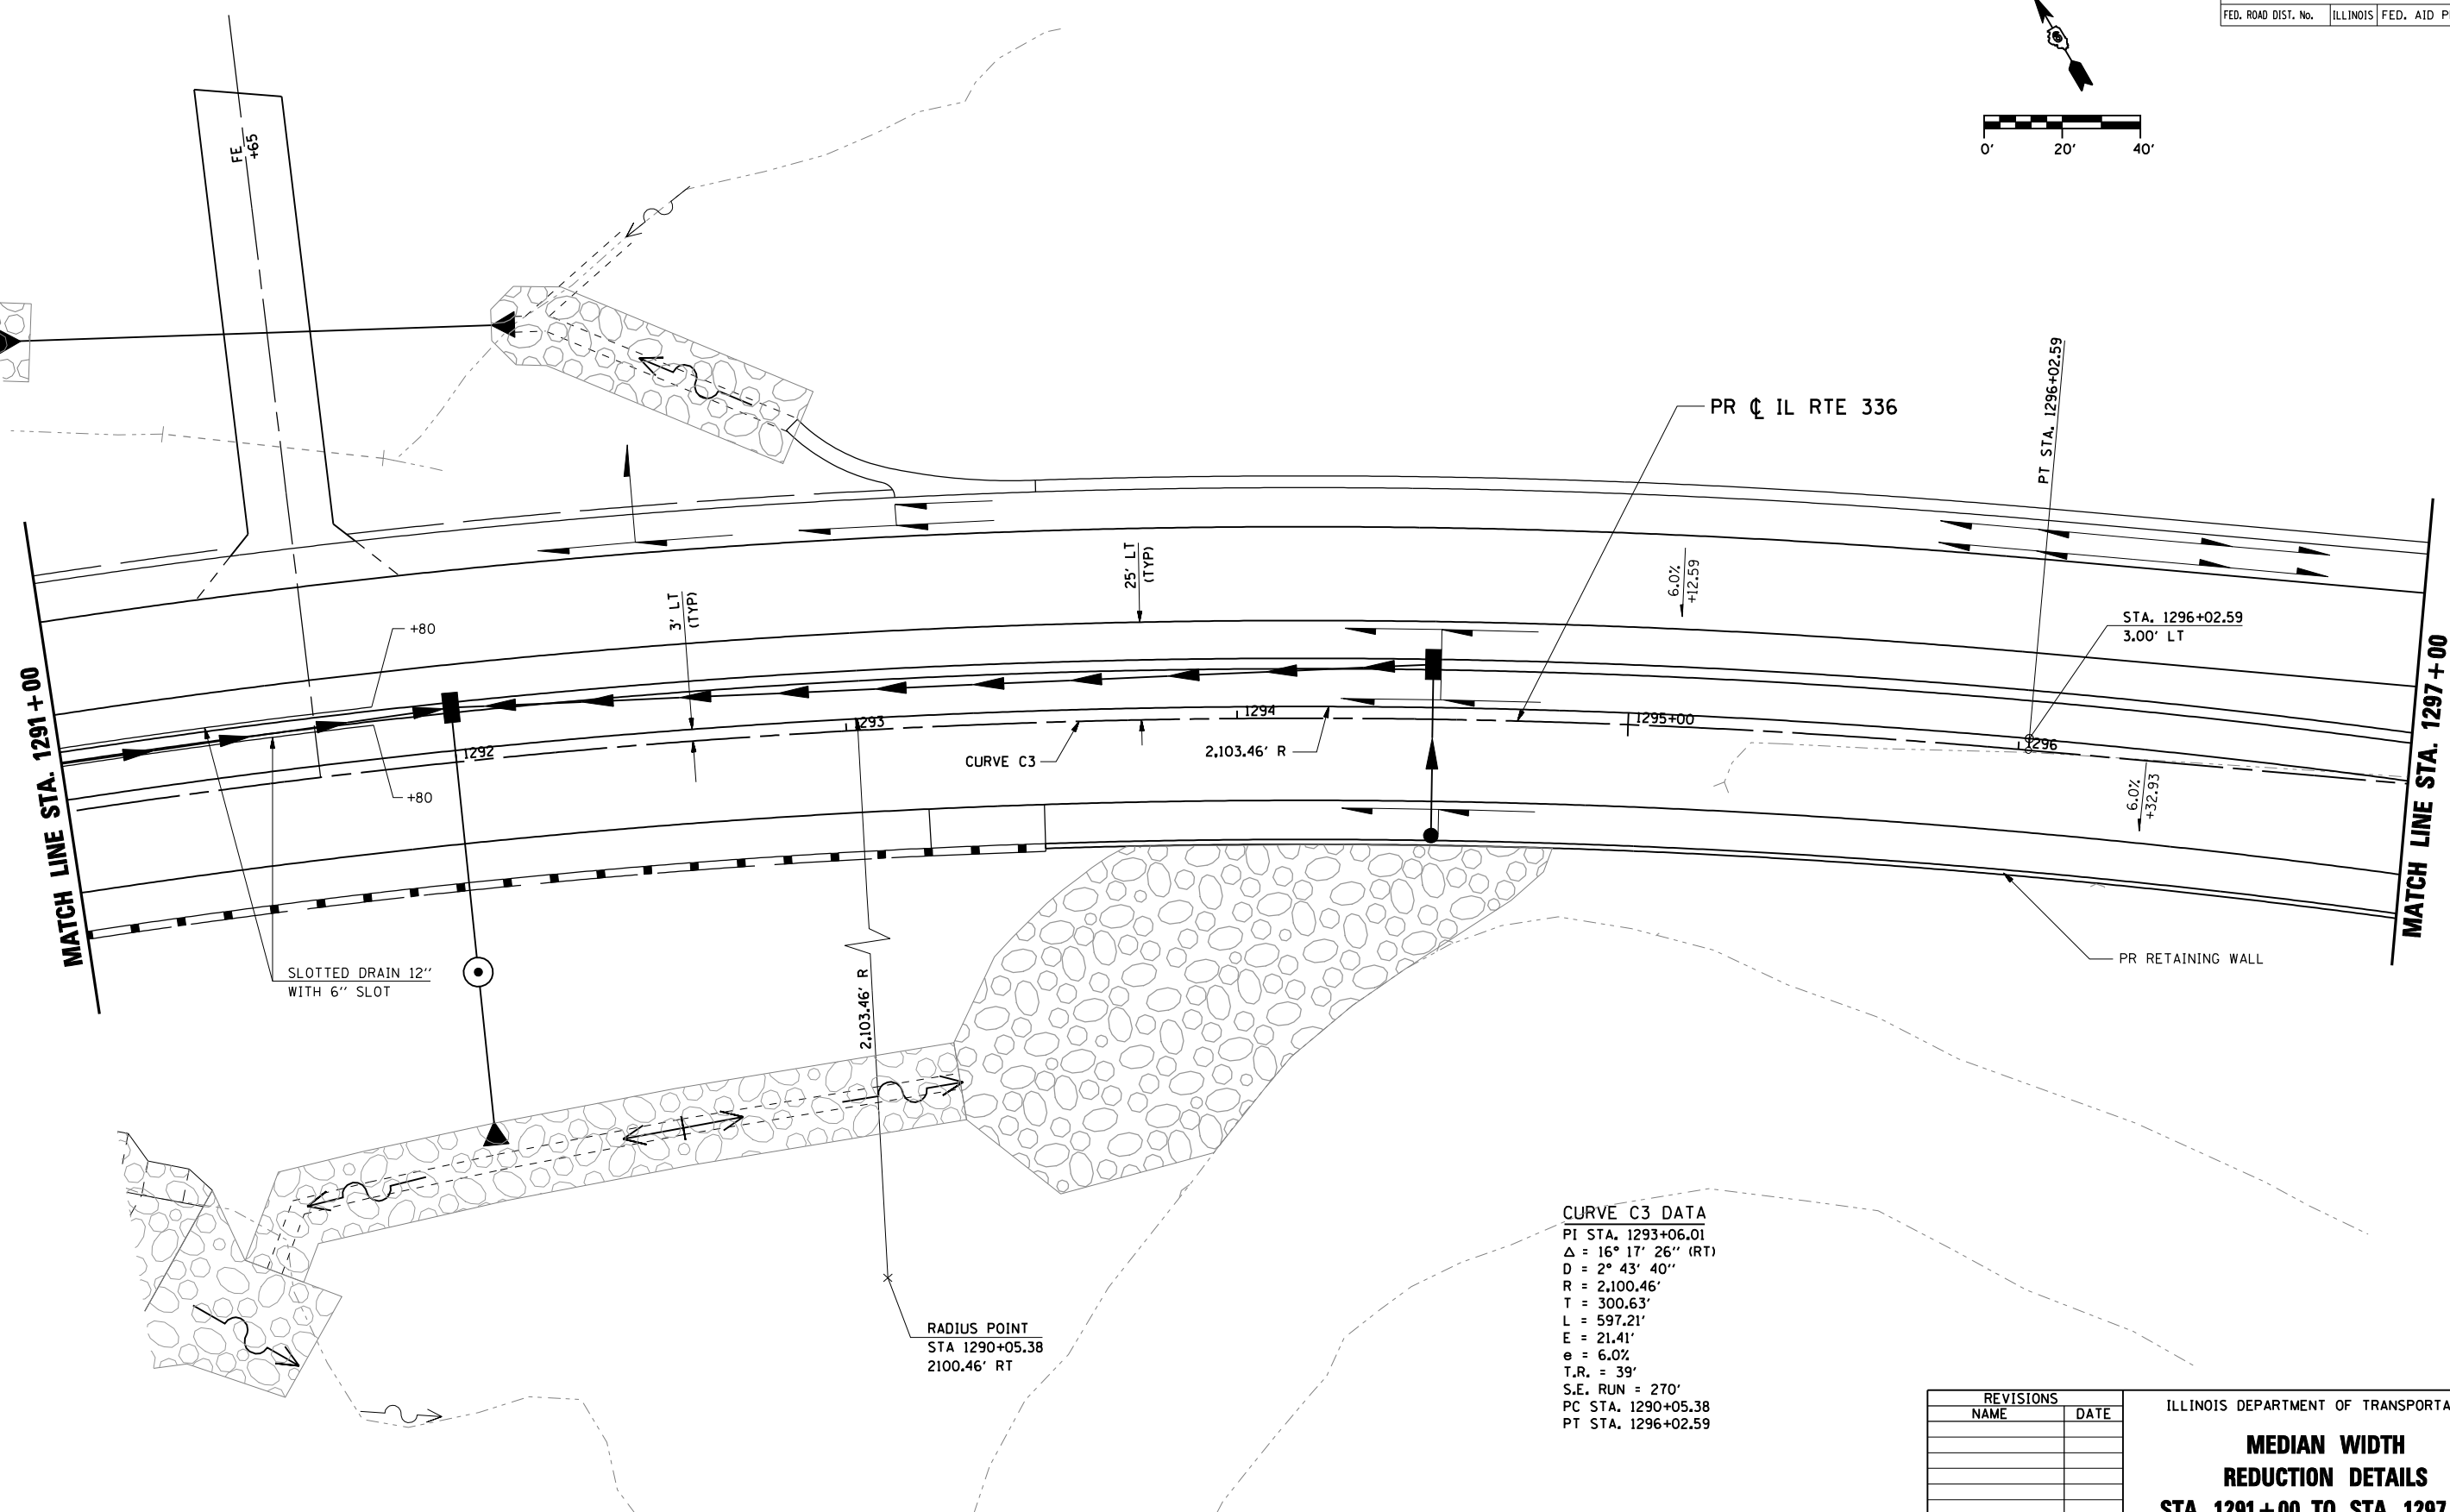 FED. ROAD DIST. No. ILLINOIS FED. AID P
0' 20' 40'
FE
+65
PR ℄ IL RTE 336
PT STA. 1296+02.59
25' LT
(TYP)
3' LT
(TYP)
6.0%
+12.59
STA. 1296+02.59
3.00' LT
+80
+80
1292
1293
1294
1295+00
1296
CURVE C3
2,103.46' R
6.0%
+32.93
MATCH LINE STA. 1291+00
MATCH LINE STA. 1297+00
SLOTTED DRAIN 12''
WITH 6'' SLOT
2,103.46' R
PR RETAINING WALL
RADIUS POINT
STA 1290+05.38
2100.46' RT
CURVE C3 DATA
PI STA. 1293+06.01
Δ = 16° 17' 26'' (RT)
D = 2° 43' 40''
R = 2,100.46'
T = 300.63'
L = 597.21'
E = 21.41'
e = 6.0%
T.R. = 39'
S.E. RUN = 270'
PC STA. 1290+05.38
PT STA. 1296+02.59
REVISIONS
NAME DATE
ILLINOIS DEPARTMENT OF TRANSPORTA
MEDIAN WIDTH
REDUCTION DETAILS
STA. 1291+00 TO STA. 1297